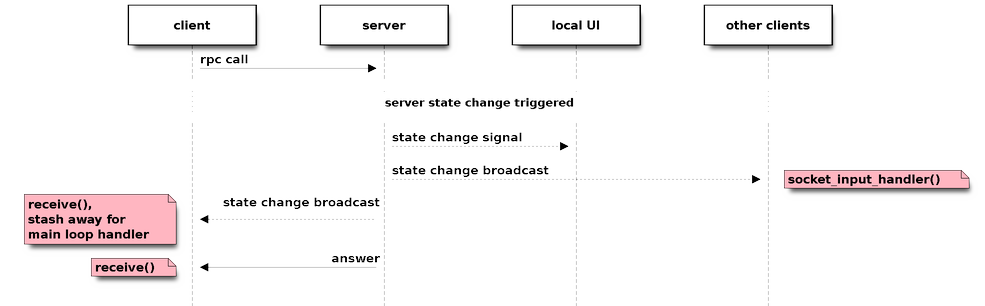 client
server
local UI
other clients
rpc call
server state change triggered
state change signal
state change broadcast
socket_input_handler()
state change broadcast
receive(),
stash away for
main loop handler
answer
receive()